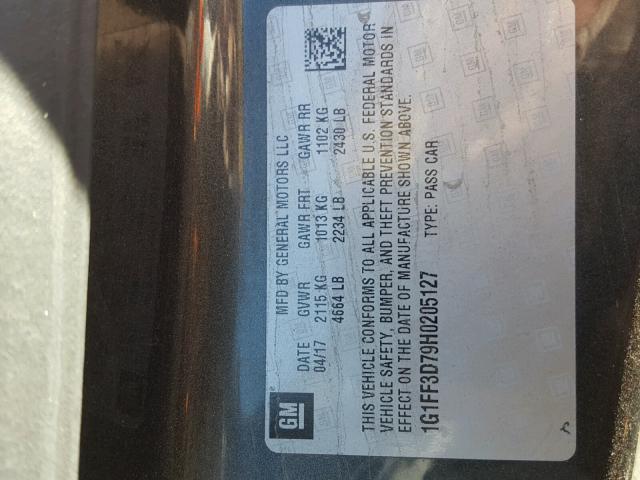 GM
MFD BY GENERAL MOTORS LLC
DATE GVWR GAWR FRT GAWR RR
04/17 2115 KG 1013 KG 1102 KG
4664 LB 2234 LB 2430 LB
THIS VEHICLE CONFORMS TO ALL APPLICABLE U.S. FEDERAL MOTOR
VEHICLE SAFETY, BUMPER, AND THEFT PREVENTION STANDARDS IN
EFFECT ON THE DATE OF MANUFACTURE SHOWN ABOVE.
1G1FF3D79H0205127 TYPE: PASS CAR